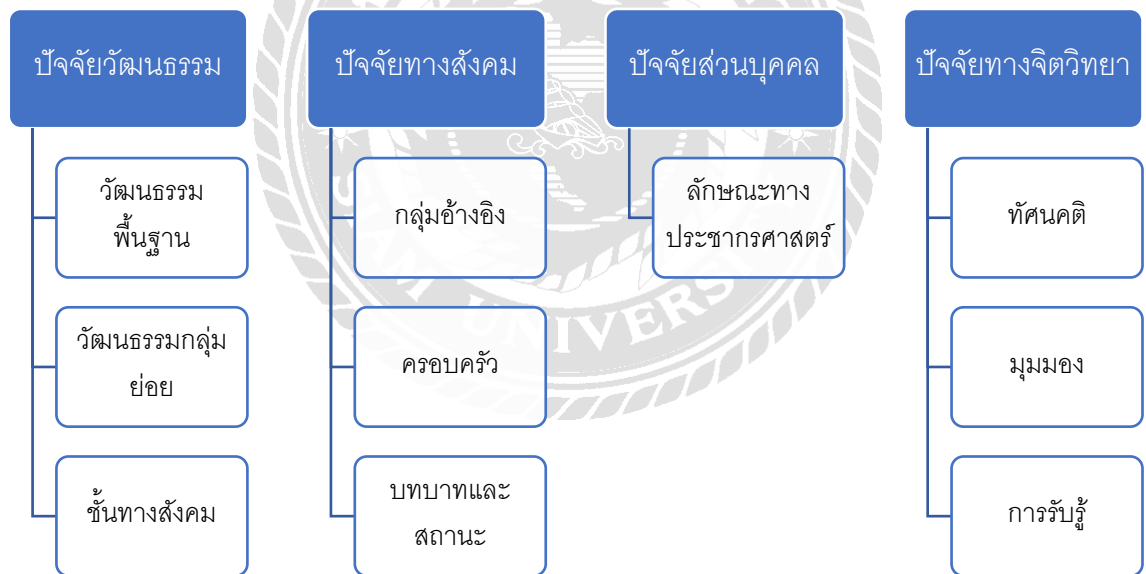 ปัจจัยวัฒนธรรม
วัฒนธรรม
พื้นฐาน
วัฒนธรรมกลุ่ม
ย่อย
ชั้นทางสังคม
ปัจจัยทางสังคม
กลุ่มอ้างอิง
ครอบครัว
บทบาทและ
สถานะ
ปัจจัยส่วนบุคคล
ลักษณะทาง
ประชากรศาสตร์
ปัจจัยทางจิตวิทยา
ทัศนคติ
มุมมอง
การรับรู้